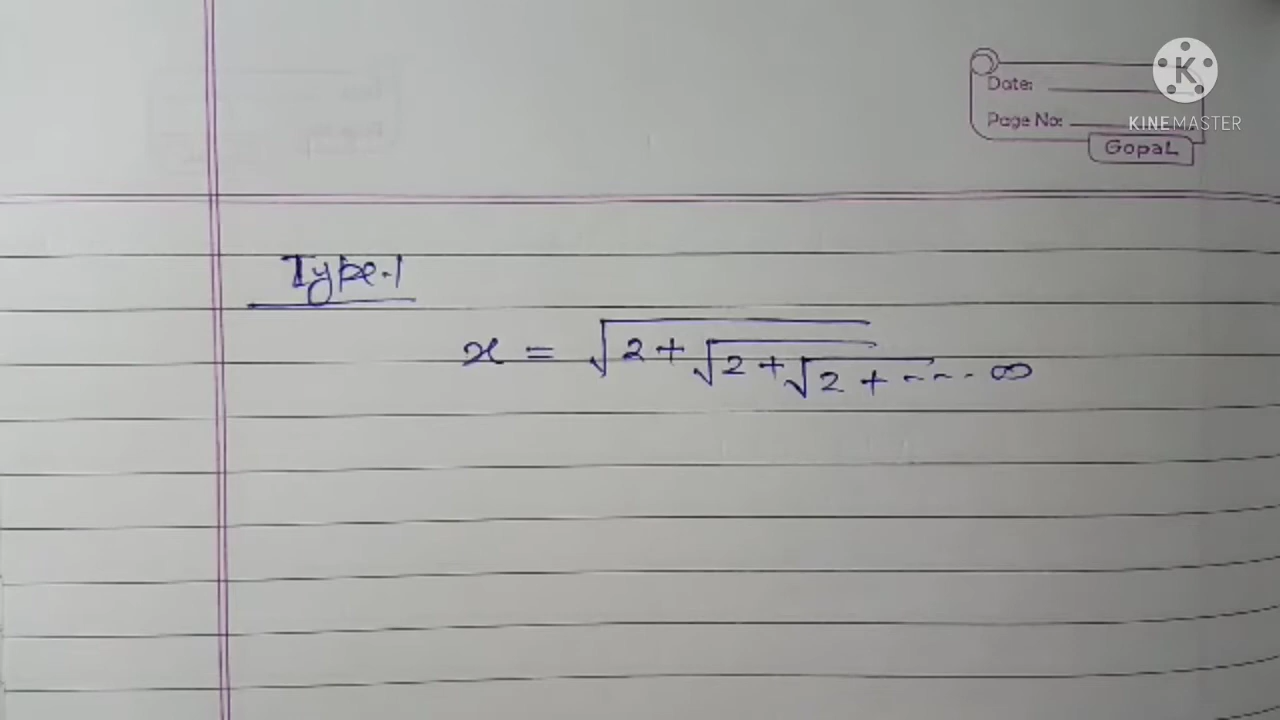 Date:
KINEMASTER
Page No:
GopaL
Type-1
x = √2+√2+√2+---- ∞